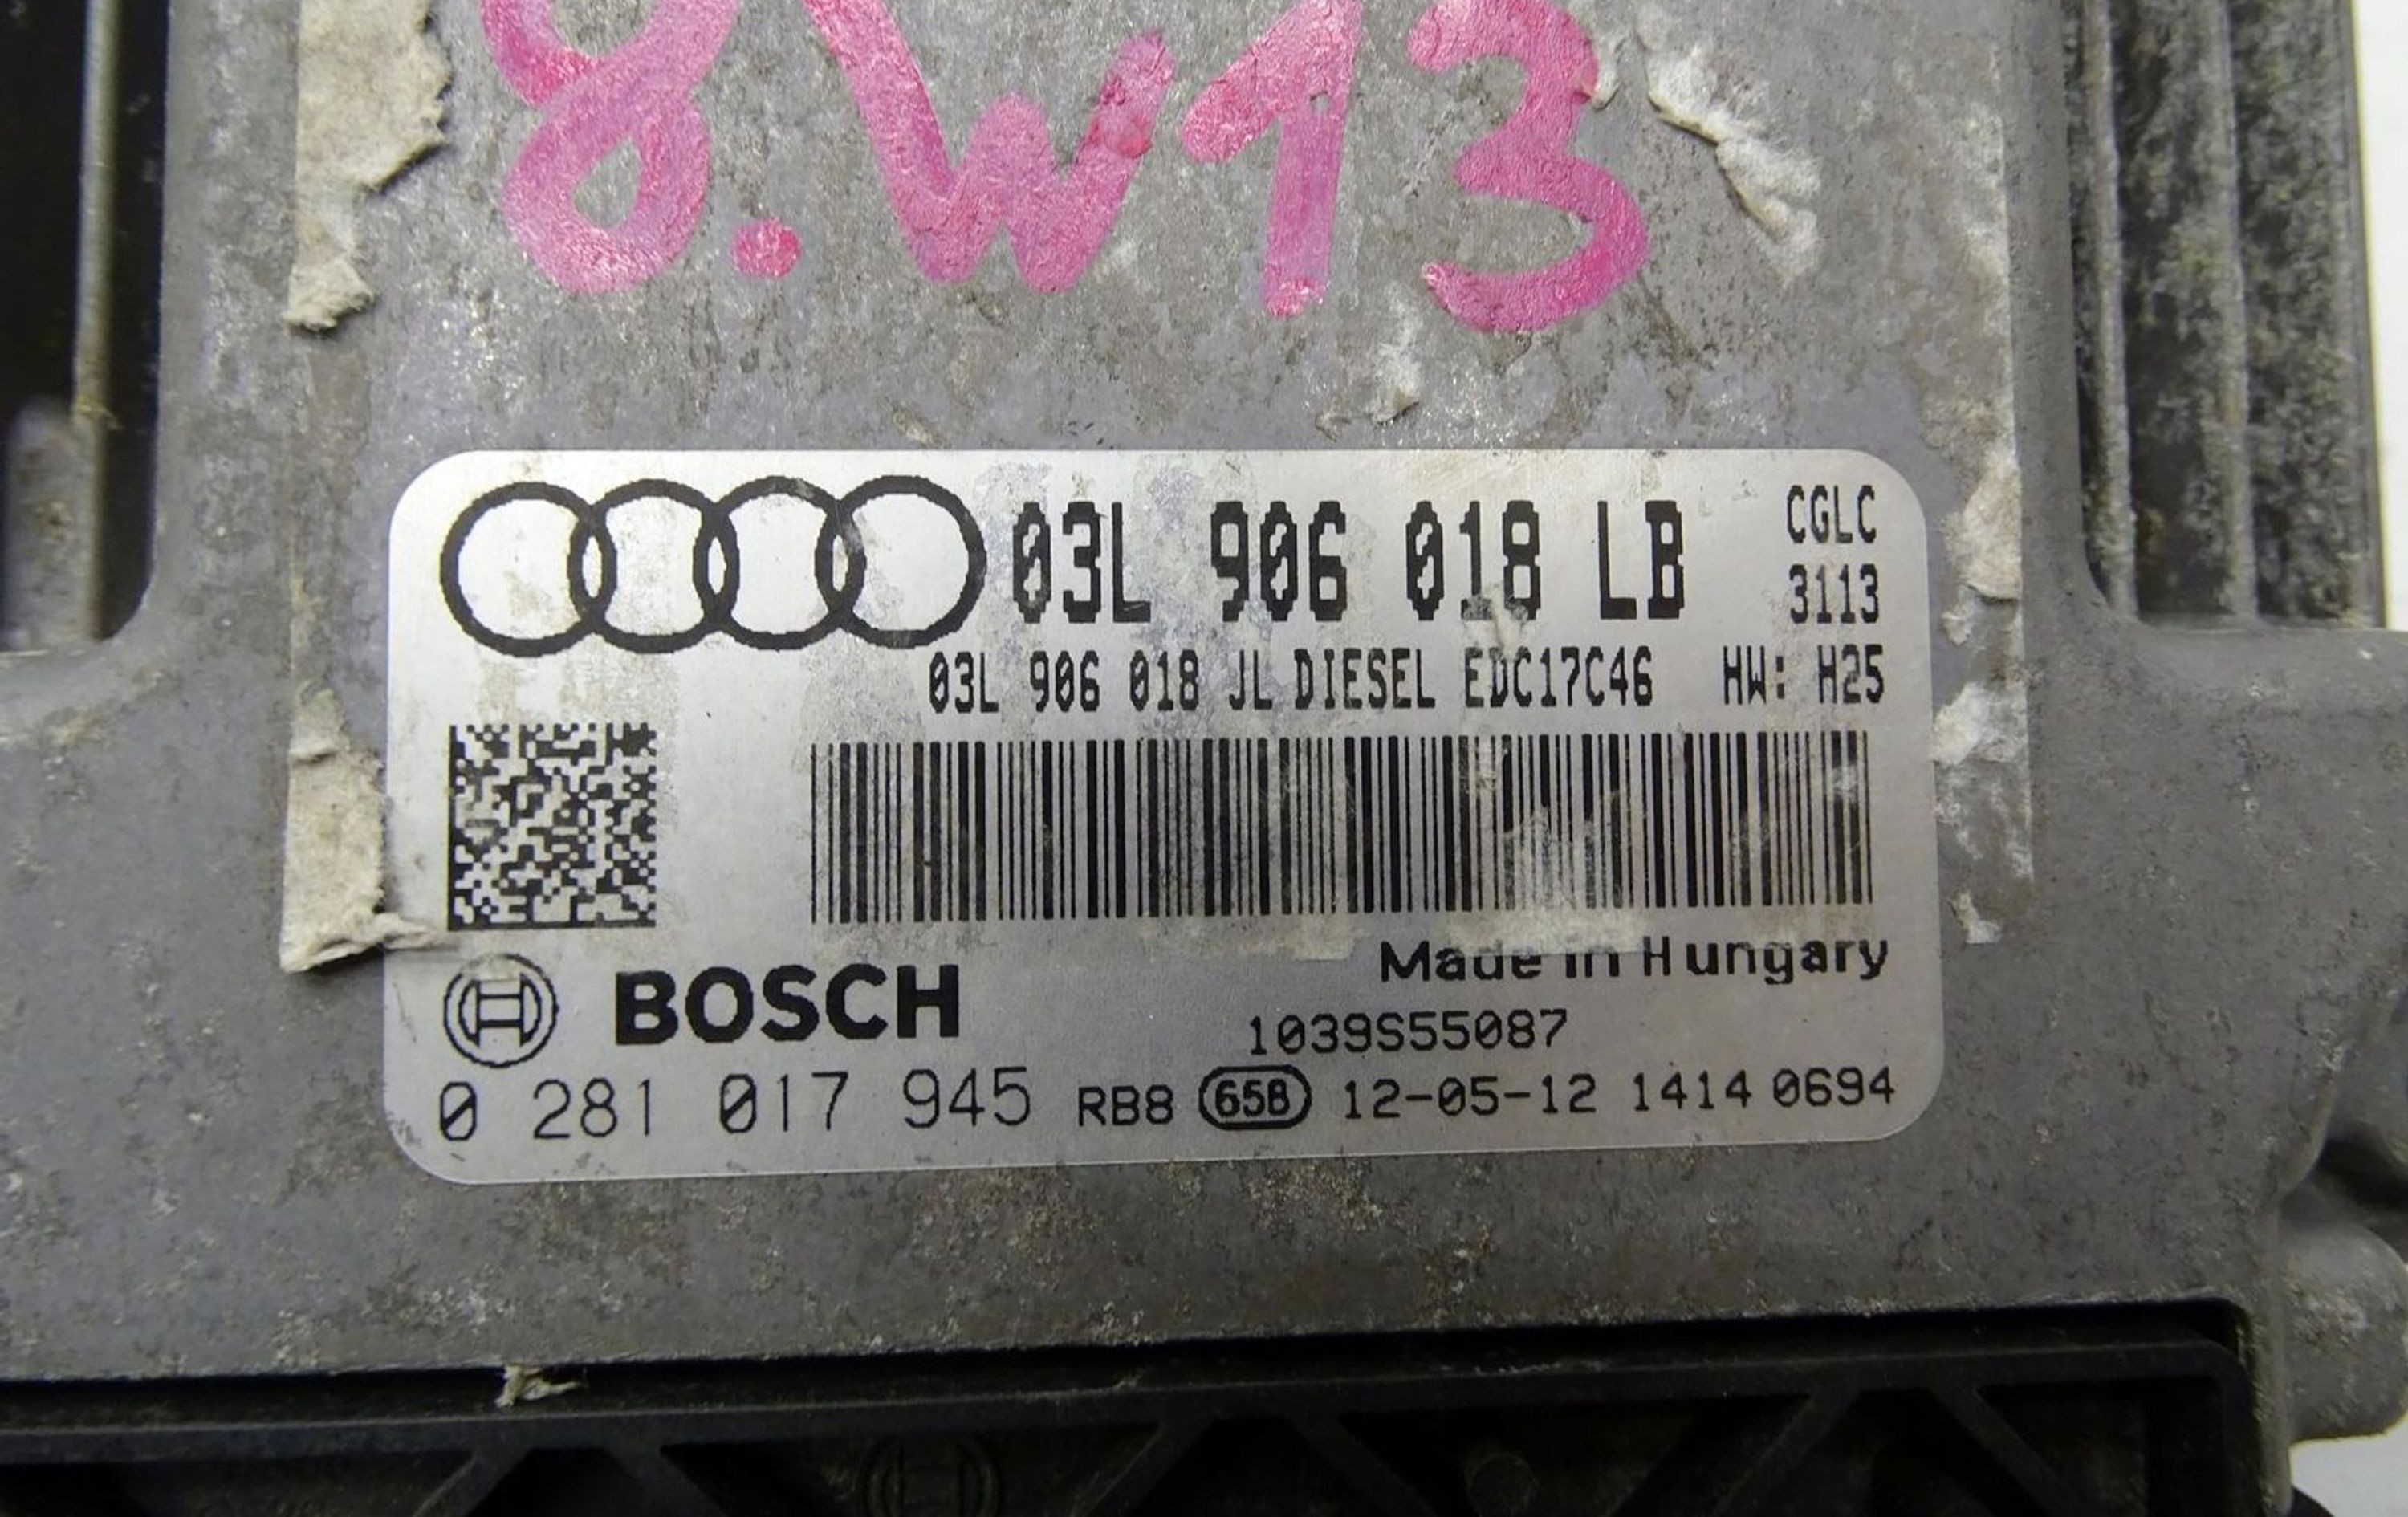 8.W13
03L 906 018 LB
CGLC
3113
03L 906 018 JL DIESEL EDC17C46 HW: H25
Made in Hungary
BOSCH
1039S55087
0 281 017 945 RB8 65B 12-05-12 1414 0694